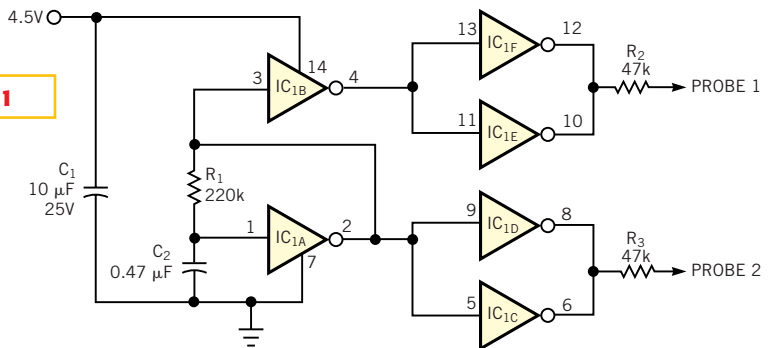 4.5V
1
C1
10 µF
25V
3
14
IC1B
4
13
IC1F
12
11
IC1E
10
R2
47k
PROBE 1
R1
220k
C2
0.47 µF
1
IC1A
2
7
9
IC1D
8
5
IC1C
6
R3
47k
PROBE 2